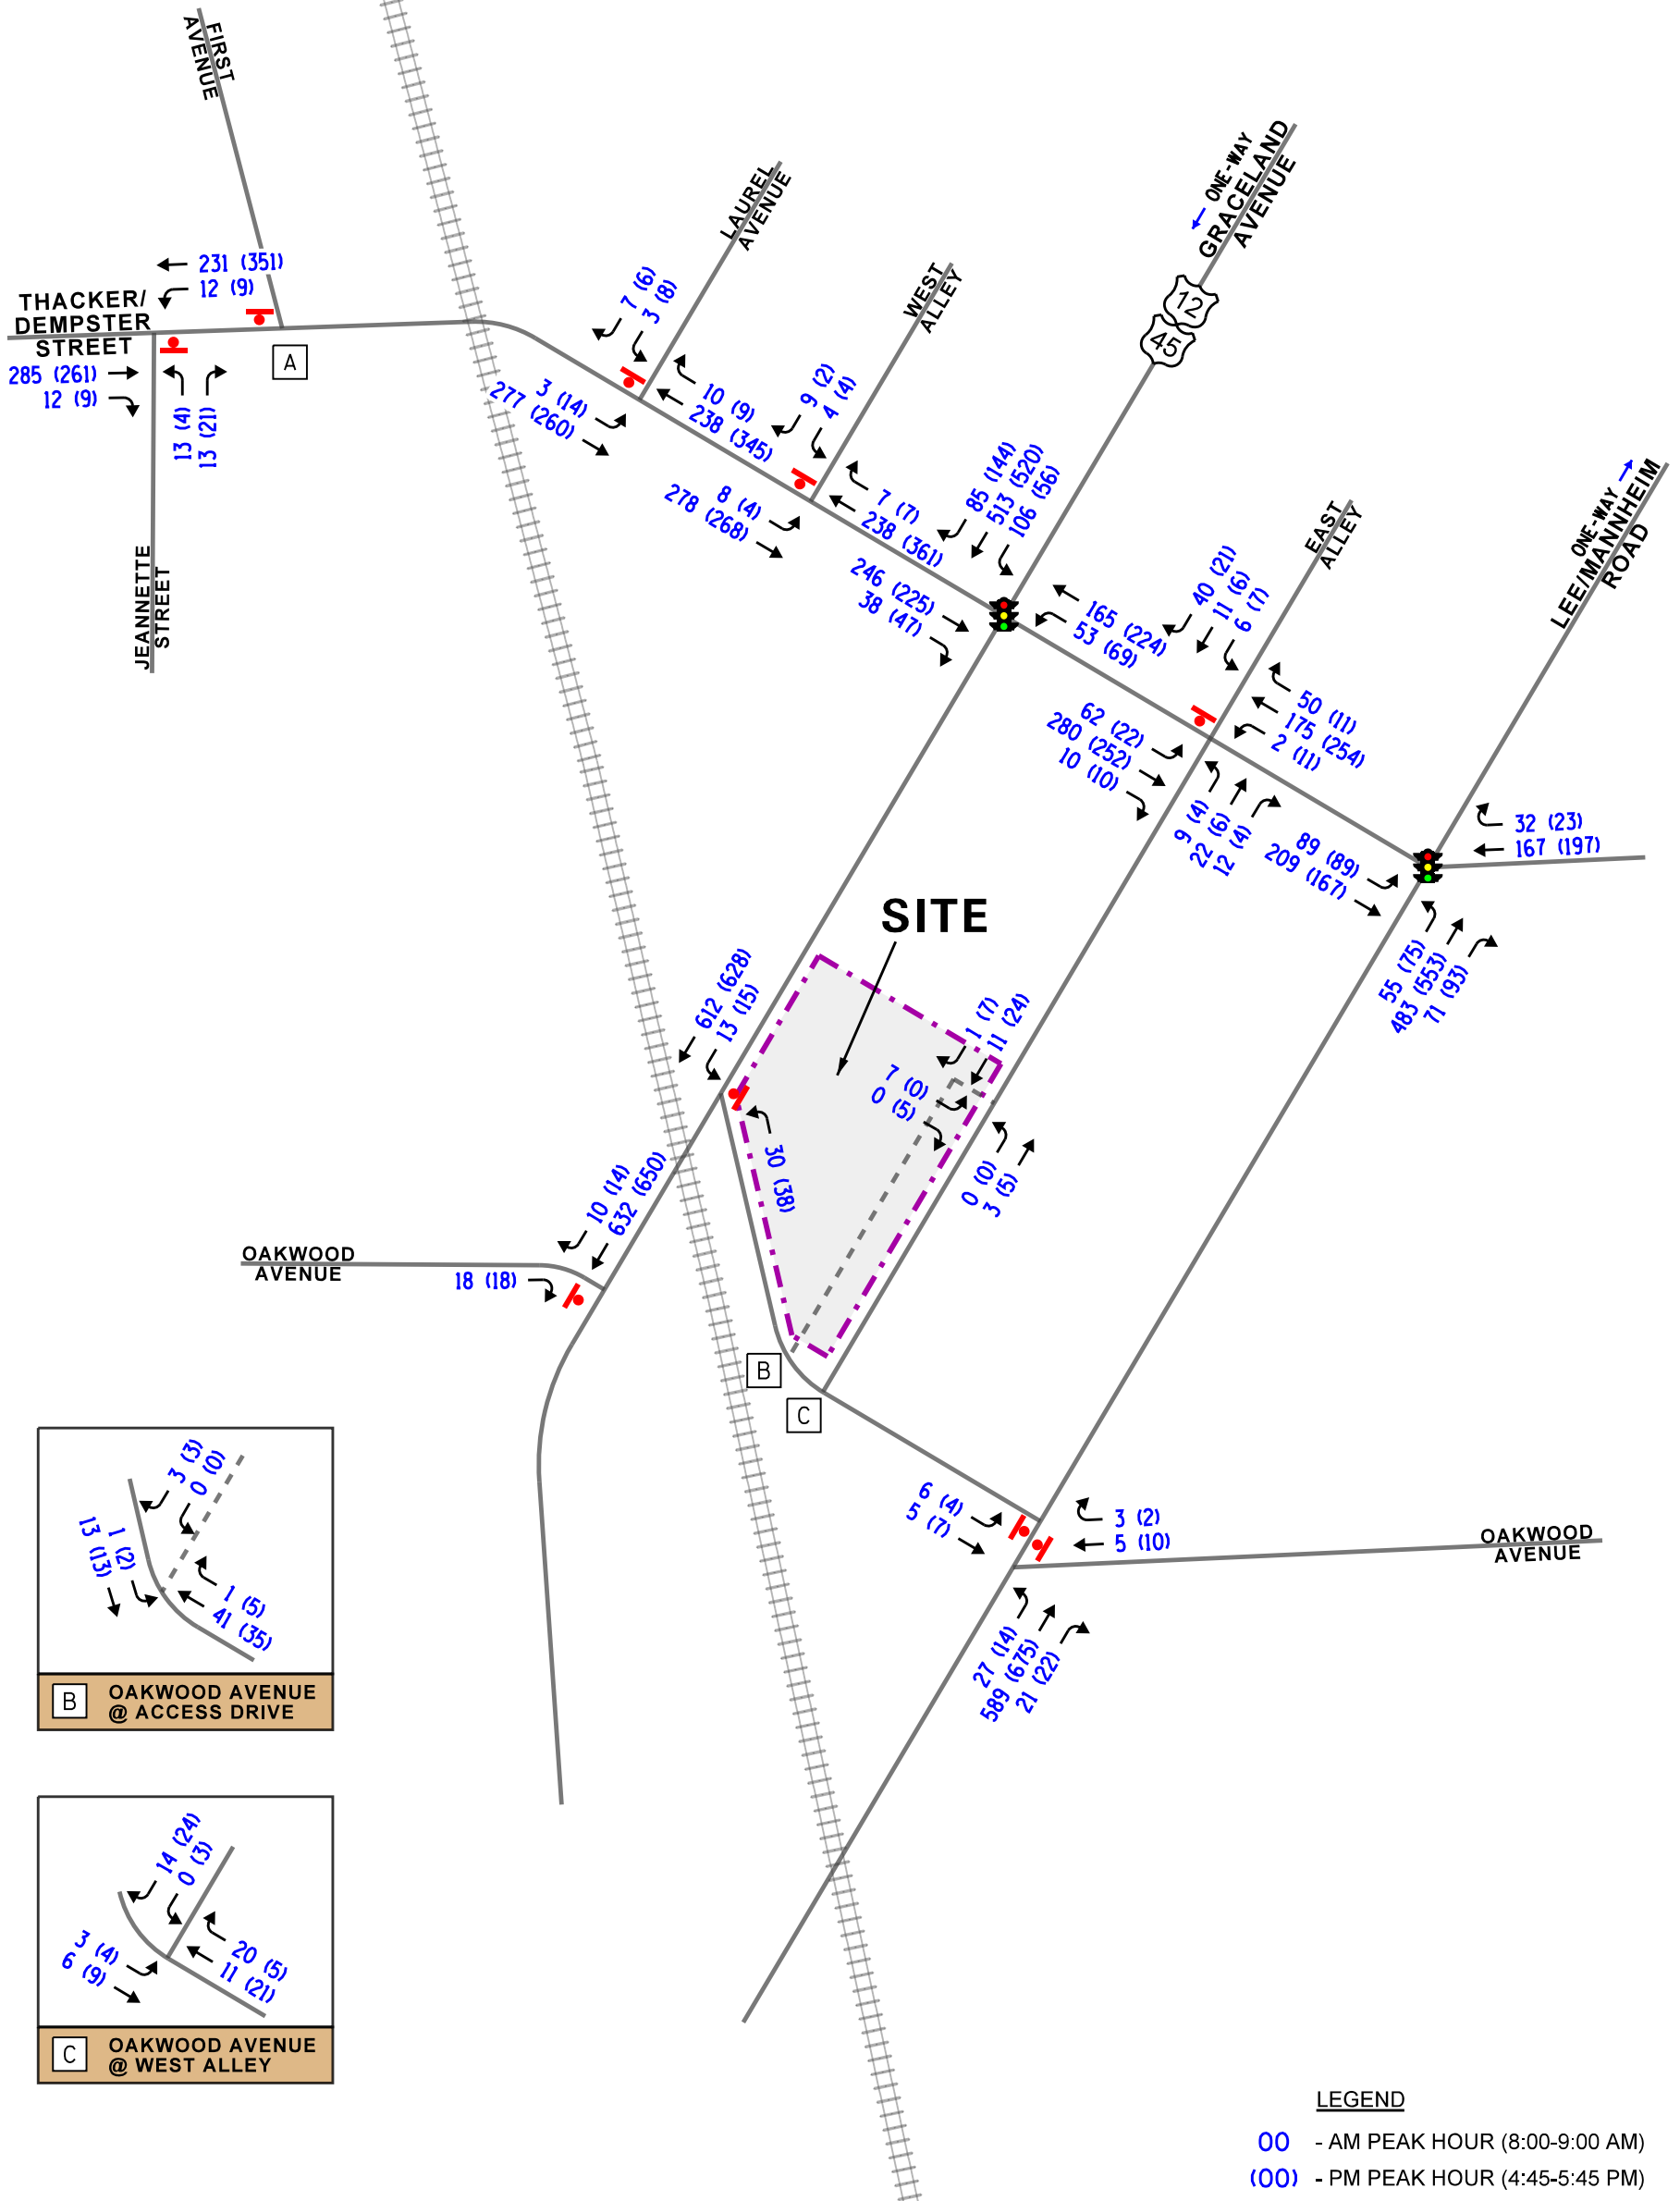 FIRST
AVENUE
231 (351)
12 (9)
THACKER/
DEMPSTER
STREET
285 (261)
12 (9)
13 (4)
13 (21)
A
JEANNETTE
STREET
LAUREL
AVENUE
7 (6)
3 (8)
3 (14)
277 (260)
10 (9)
238 (345)
WEST
ALLEY
9 (2)
4 (4)
8 (4)
278 (268)
7 (7)
238 (361)
ONE-WAY
GRACELAND
AVENUE
12
45
85 (144)
513 (520)
106 (56)
246 (225)
38 (47)
165 (224)
53 (69)
EAST
ALLEY
40 (21)
11 (6)
6 (7)
62 (22)
280 (252)
10 (10)
50 (11)
175 (254)
2 (11)
9 (4)
22 (6)
12 (4)
ONE-WAY
LEE/MANNHEIM
ROAD
32 (23)
167 (197)
89 (89)
209 (167)
55 (75)
483 (553)
71 (93)
SITE
612 (628)
13 (15)
1 (7)
11 (24)
7 (0)
0 (5)
0 (0)
3 (5)
30 (38)
10 (14)
632 (650)
OAKWOOD
AVENUE
18 (18)
B
C
6 (4)
5 (7)
3 (2)
5 (10)
OAKWOOD
AVENUE
27 (14)
589 (675)
21 (22)
3 (3)
0 (0)
1 (2)
13 (13)
1 (5)
41 (35)
B
OAKWOOD AVENUE
@ ACCESS DRIVE
14 (24)
0 (3)
3 (4)
6 (9)
20 (5)
11 (21)
C
OAKWOOD AVENUE
@ WEST ALLEY
LEGEND
00 - AM PEAK HOUR (8:00-9:00 AM)
(00) - PM PEAK HOUR (4:45-5:45 PM)